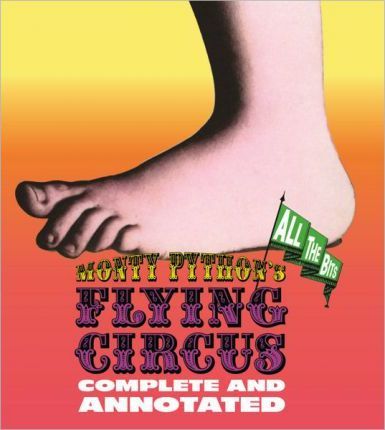 ALL THE BITS
MONTY PYTHON'S
FLYING
CIRCUS
COMPLETE AND
ANNOTATED